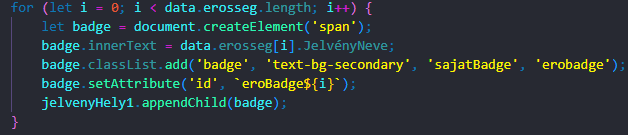 for (let i = 0; i < data.erosseg.length; i++) {
    let badge = document.createElement('span');
    badge.innerText = data.erosseg[i].JelvényNeve;
    badge.classList.add('badge', 'text-bg-secondary', 'sajatBadge', 'erobadge');
    badge.setAttribute('id', `eroBadge${i}`);
    jelvenyHely1.appendChild(badge);
}